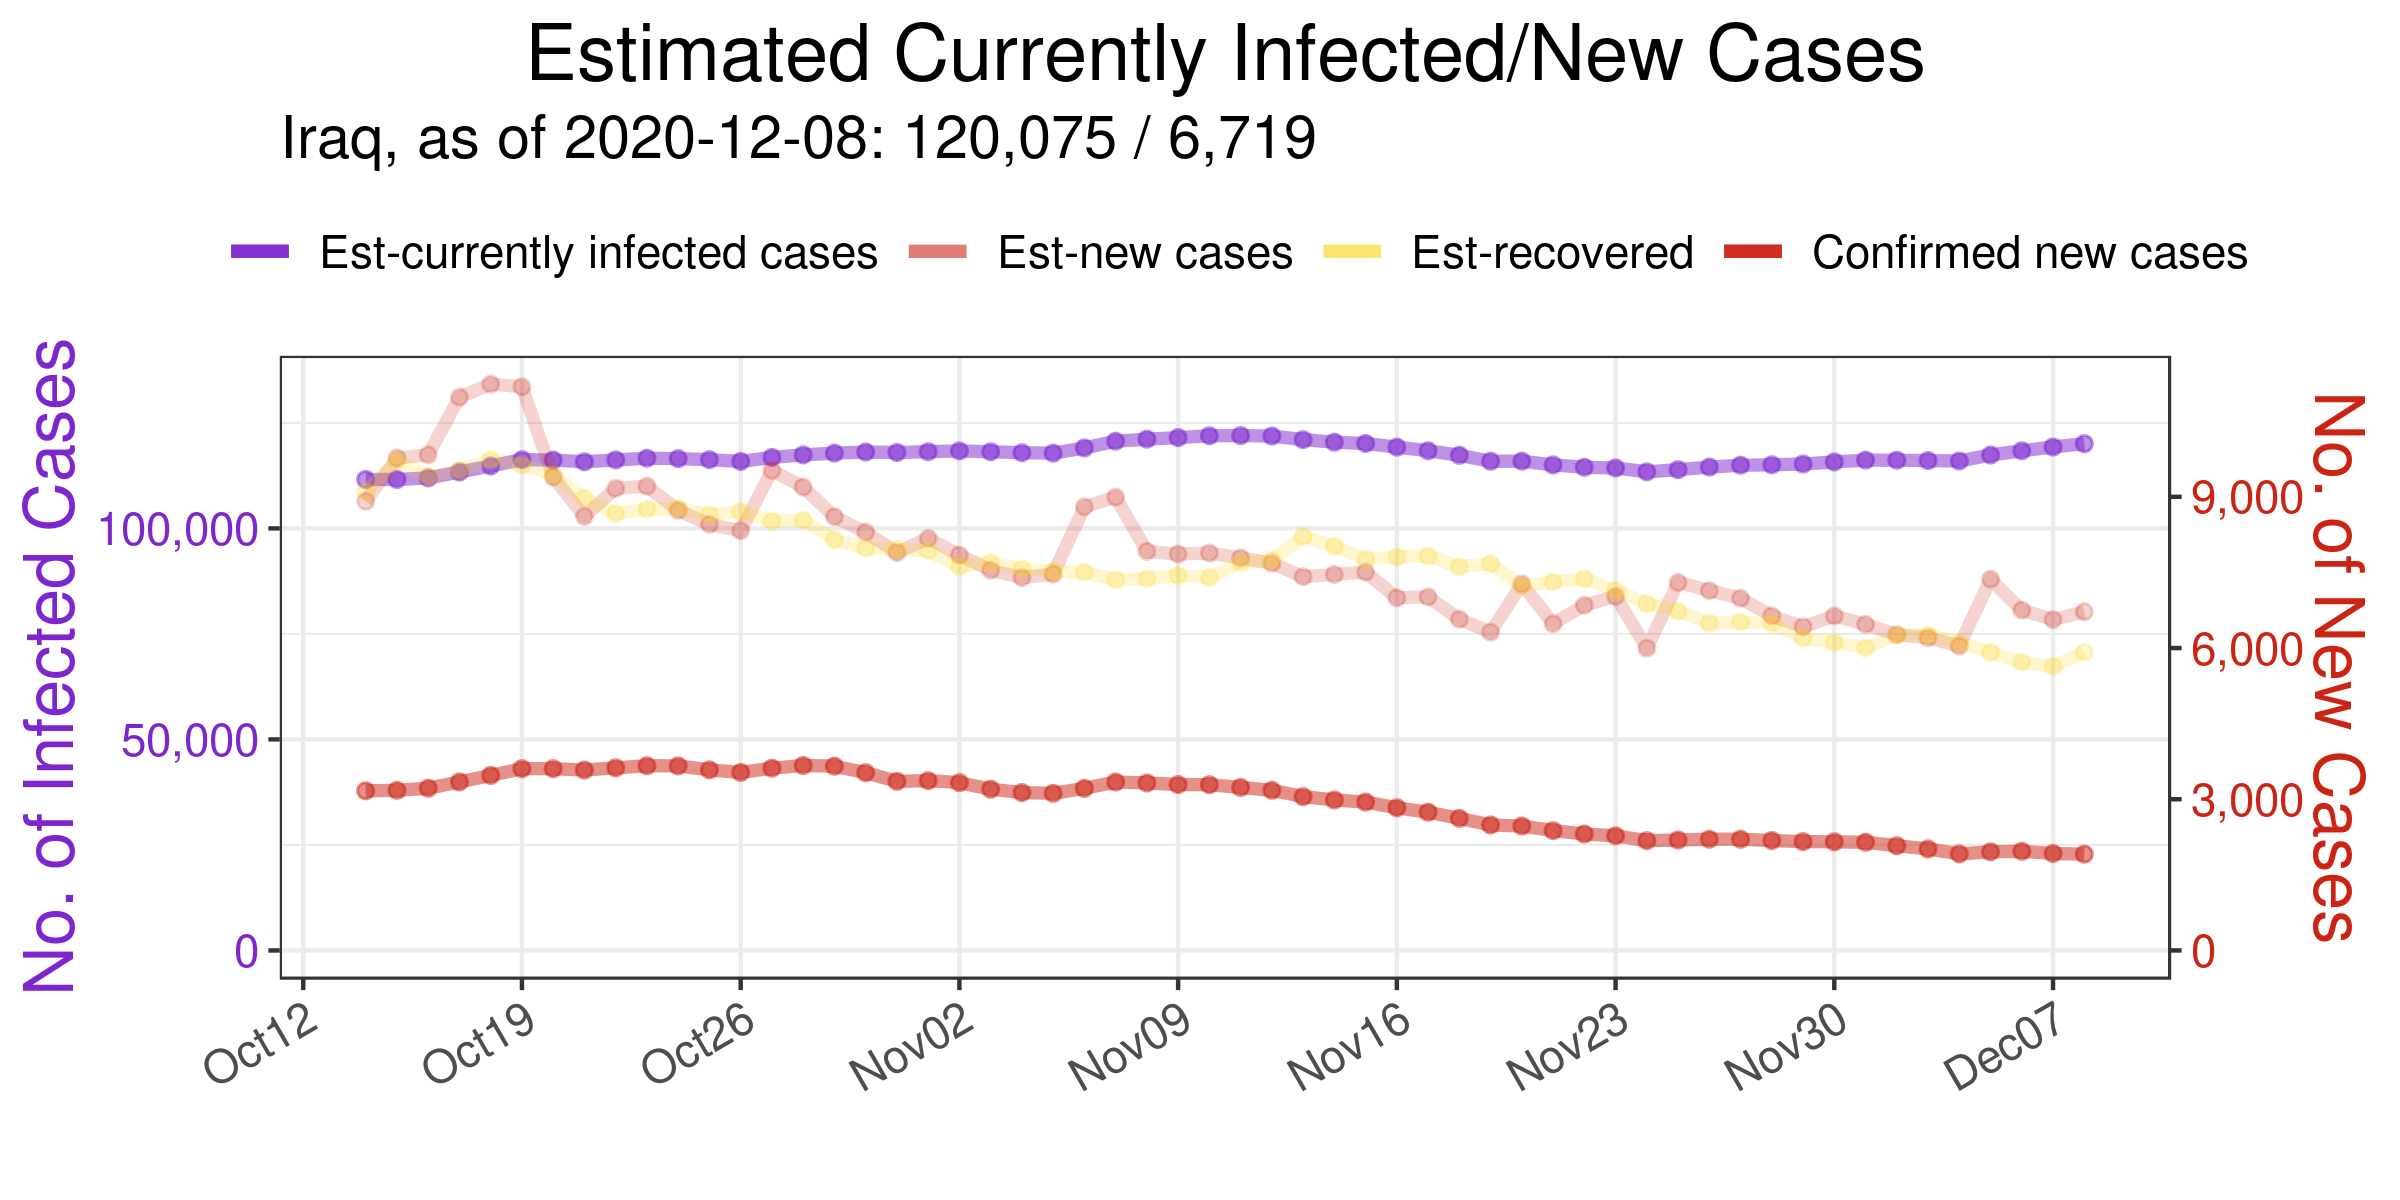 Estimated Currently Infected/New Cases
Iraq, as of 2020-12-08: 120,075 / 6,719
Est-currently infected cases Est-new cases Est-recovered Confirmed new cases
No. of Infected Cases
100,000
50,000
0
9,000
6,000
3,000
0
No. of New Cases
Oct12 Oct19 Oct26 Nov02 Nov09 Nov16 Nov23 Nov30 Dec07